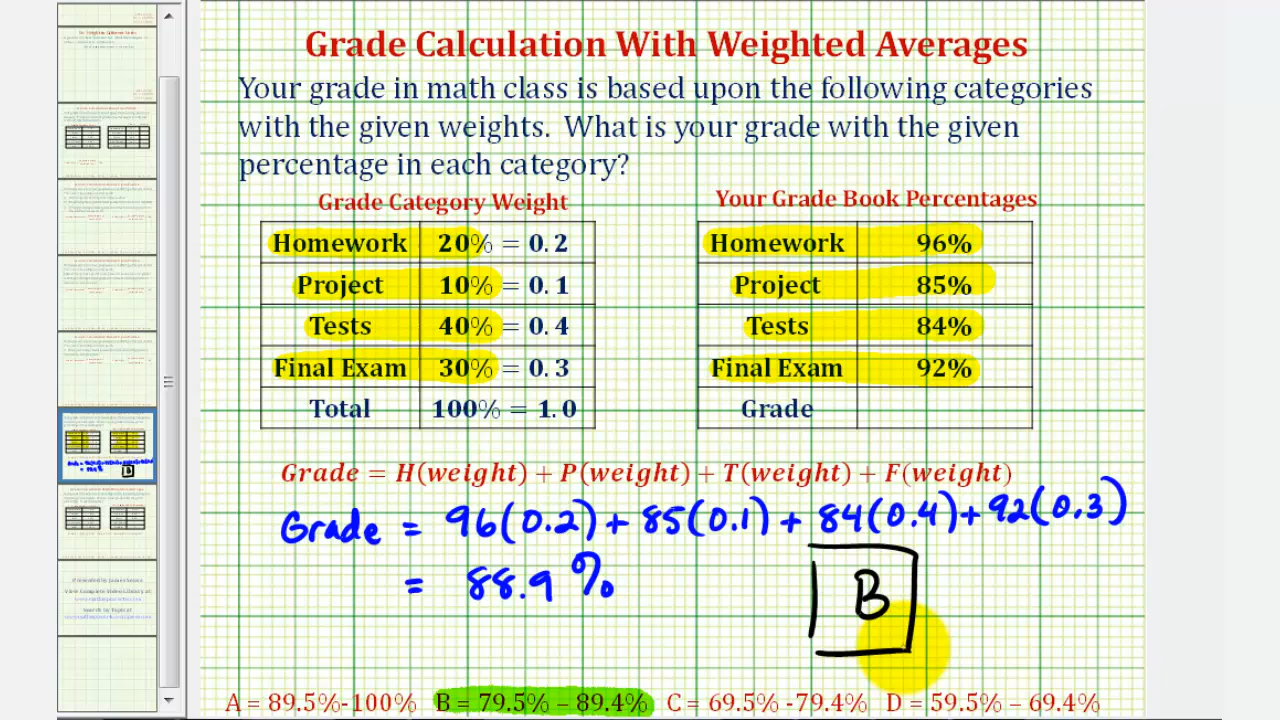 Grade Calculation With Weighted Averages
Your grade in math class is based upon the following categories
with the given weights. What is your grade with the given
percentage in each category?
Grade Category Weight
Homework 20% = 0.2
Project 10% = 0.1
Tests 40% = 0.4
Final Exam 30% = 0.3
Total 100% = 1.0
Your Grade Book Percentages
Homework 96%
Project 85%
Tests 84%
Final Exam 92%
Grade
Grade = H(weight) + P(weight) + T(weight) + F(weight)
Grade = 96(0.2) + 85(0.1) + 84(0.4) + 92(0.3)
= 88.9%
B
A = 89.5%-100% B = 79.5% – 89.4% C = 69.5% -79.4% D = 59.5% – 69.4%